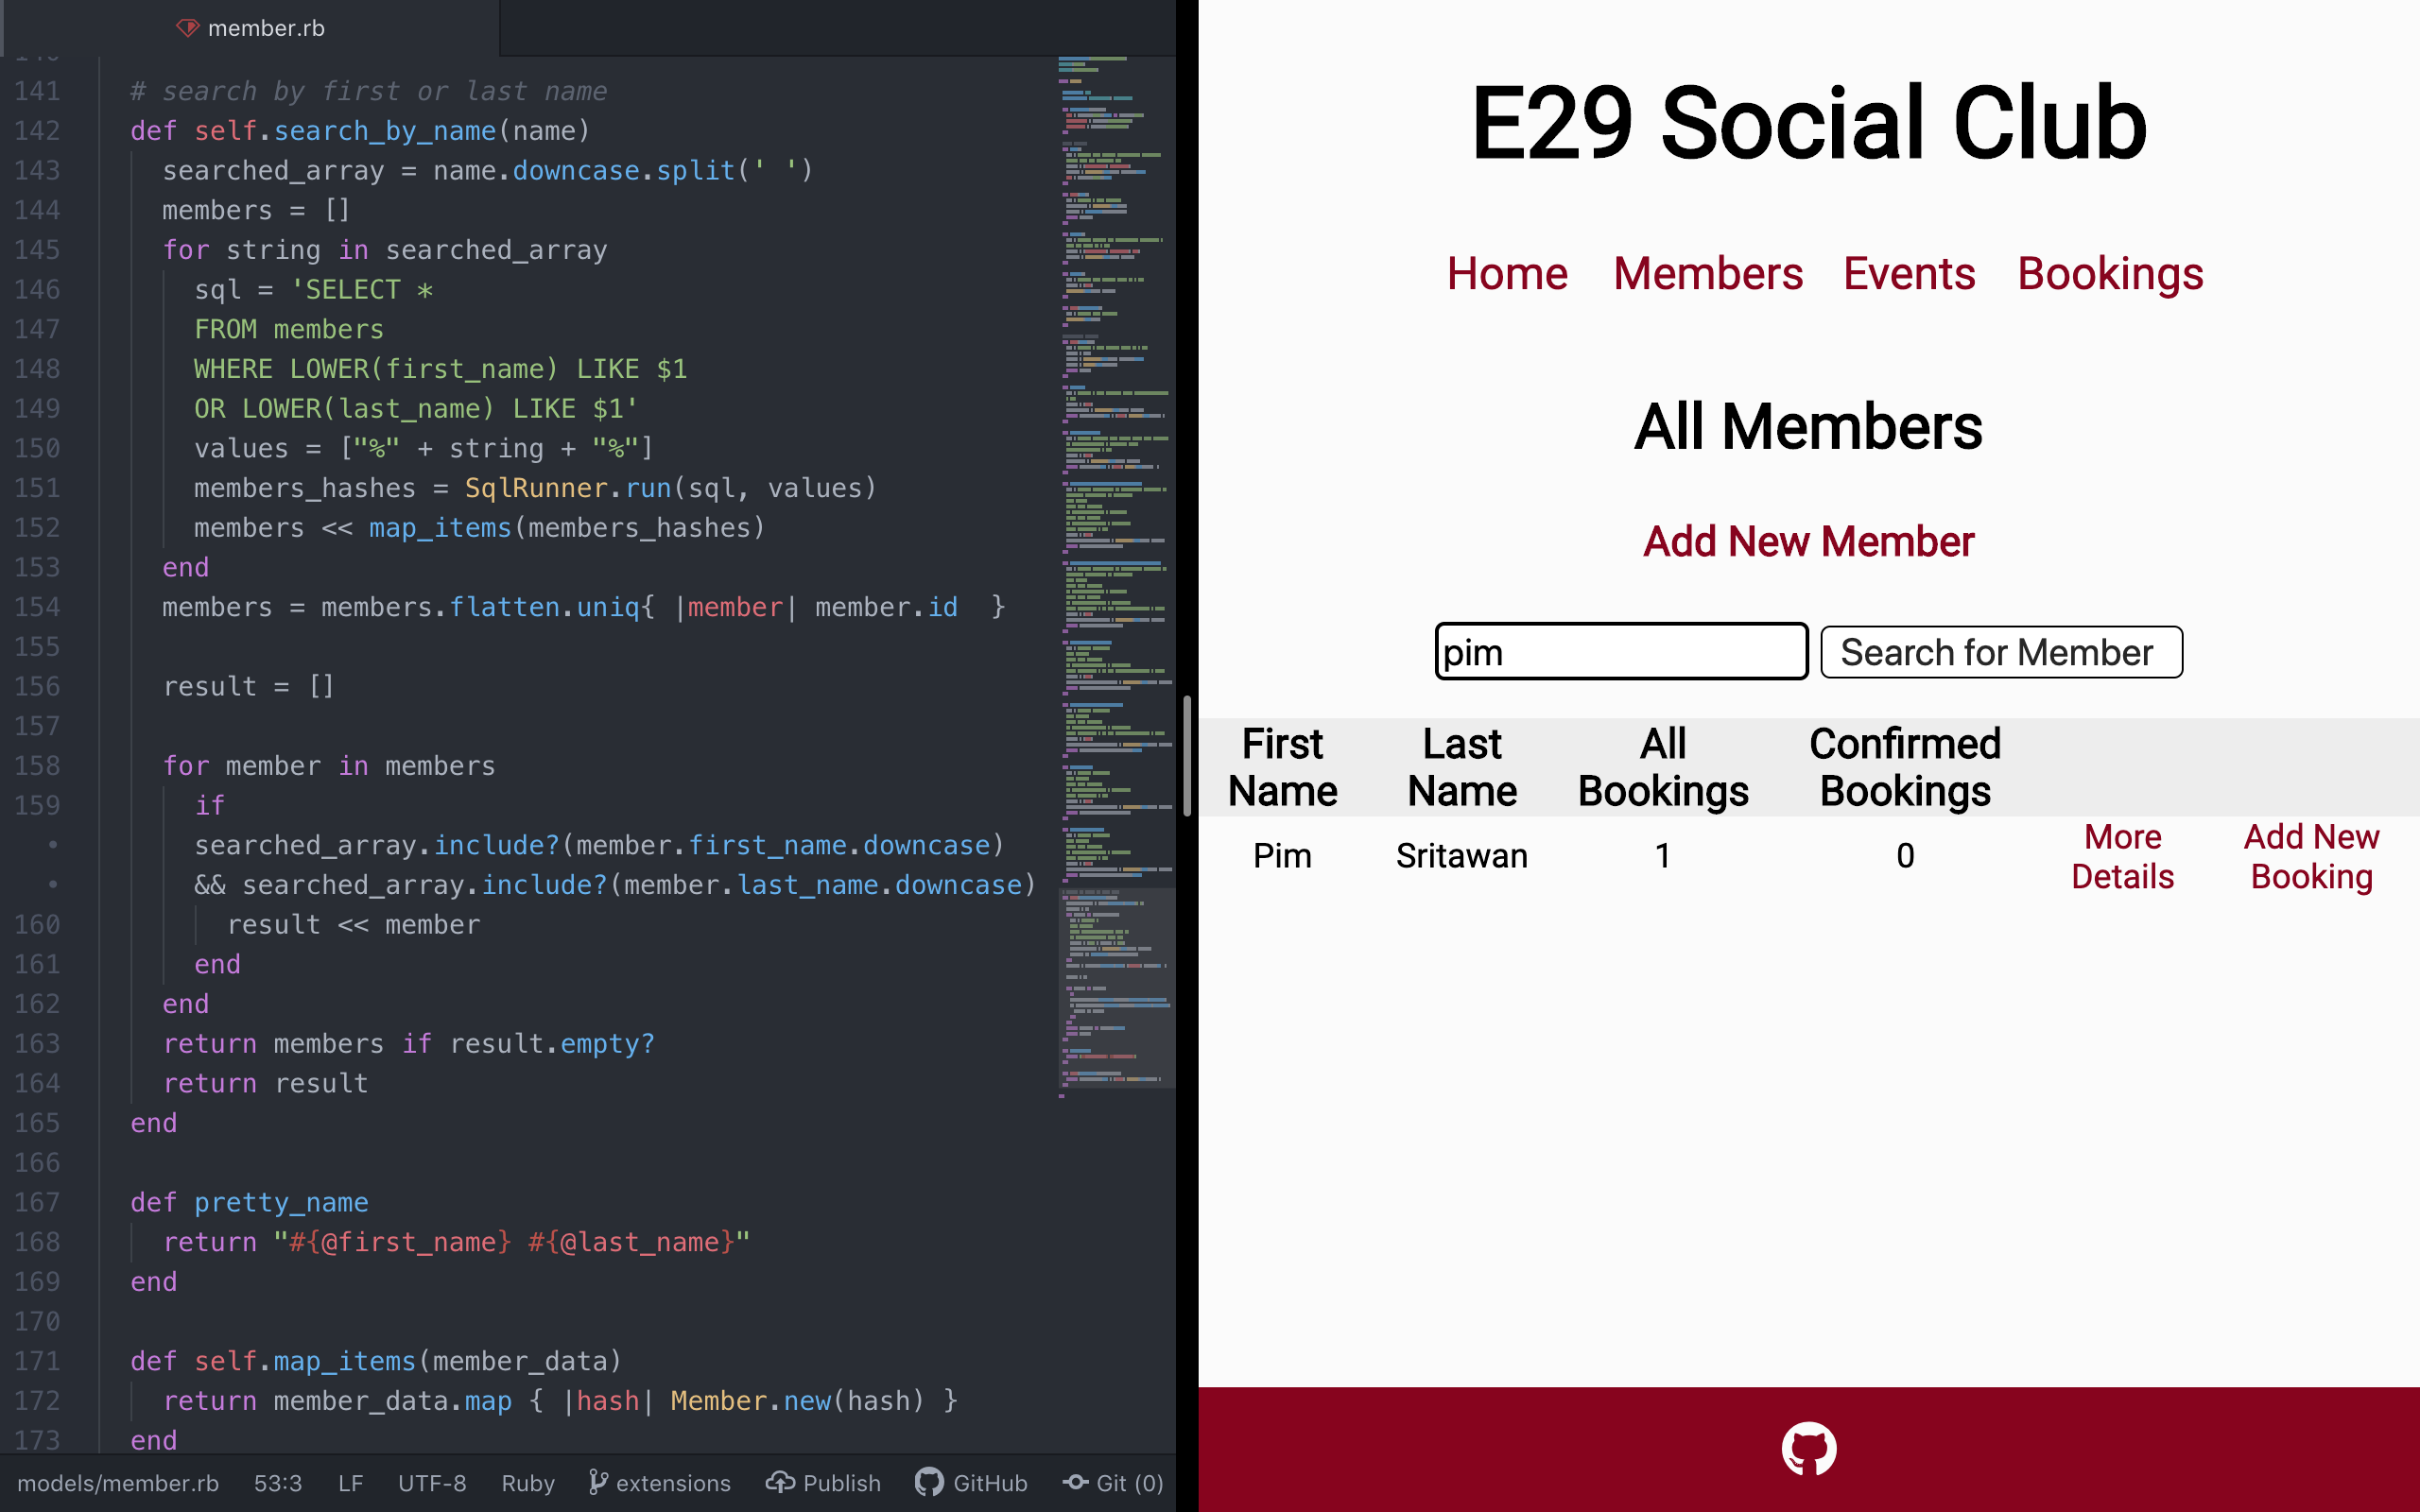 member.rb
141 # search by first or last name
142 def self.search_by_name(name)
143 searched_array = name.downcase.split(' ')
144 members = []
145 for string in searched_array
146 sql = 'SELECT *
147 FROM members
148 WHERE LOWER(first_name) LIKE $1
149 OR LOWER(last_name) LIKE $1'
150 values = ["%" + string + "%"]
151 members_hashes = SqlRunner.run(sql, values)
152 members << map_items(members_hashes)
153 end
154 members = members.flatten.uniq{ |member| member.id  }
155
156 result = []
157
158 for member in members
159 if
• searched_array.include?(member.first_name.downcase)
• && searched_array.include?(member.last_name.downcase)
160 result << member
161 end
162 end
163 return members if result.empty?
164 return result
165 end
166
167 def pretty_name
168 return "#{@first_name} #{@last_name}"
169 end
170
171 def self.map_items(member_data)
172 return member_data.map { |hash| Member.new(hash) }
173 end
models/member.rb 53:3 LF UTF-8 Ruby extensions Publish GitHub Git (0)
E29 Social Club
Home Members Events Bookings
All Members
Add New Member
pim Search for Member
First Name Last Name All Bookings Confirmed Bookings
Pim Sritawan 1 0 More Details Add New Booking